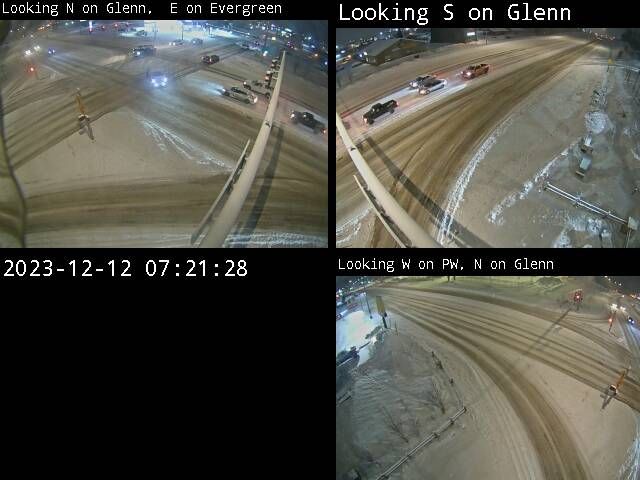 Looking N on Glenn,  E on Evergreen
Looking S on Glenn
2023-12-12 07:21:28
Looking W on PW, N on Glenn